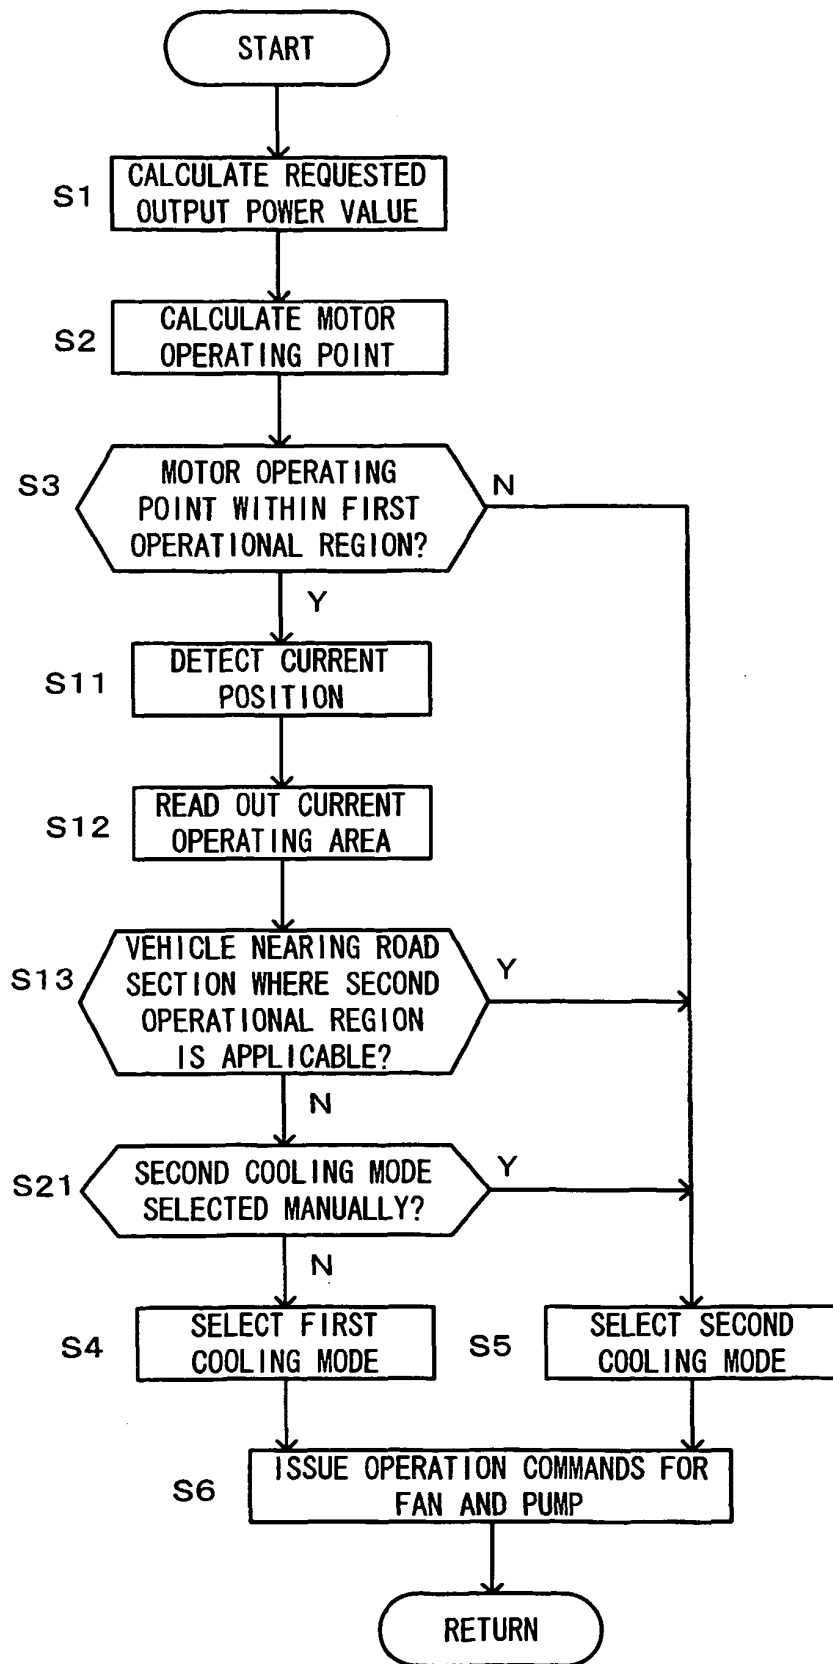 START
S1
CALCULATE REQUESTED
OUTPUT POWER VALUE
S2
CALCULATE MOTOR
OPERATING POINT
S3
MOTOR OPERATING
POINT WITHIN FIRST
OPERATIONAL REGION?
N
Y
S11
DETECT CURRENT
POSITION
S12
READ OUT CURRENT
OPERATING AREA
S13
VEHICLE NEARING ROAD
SECTION WHERE SECOND
OPERATIONAL REGION
IS APPLICABLE?
Y
N
S21
SECOND COOLING MODE
SELECTED MANUALLY?
Y
N
S4
SELECT FIRST
COOLING MODE
S5
SELECT SECOND
COOLING MODE
S6
ISSUE OPERATION COMMANDS FOR
FAN AND PUMP
RETURN